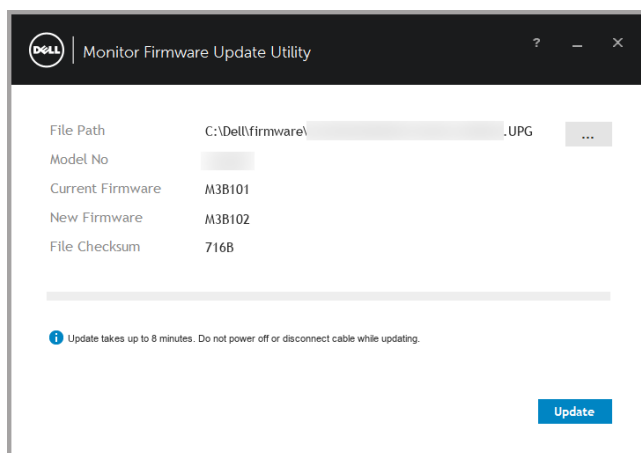 DELL Monitor Firmware Update Utility ? _ ×
File Path C:\Dell\firmware\ .UPG ...
Model No
Current Firmware M3B101
New Firmware M3B102
File Checksum 716B
i Update takes up to 8 minutes. Do not power off or disconnect cable while updating.
Update